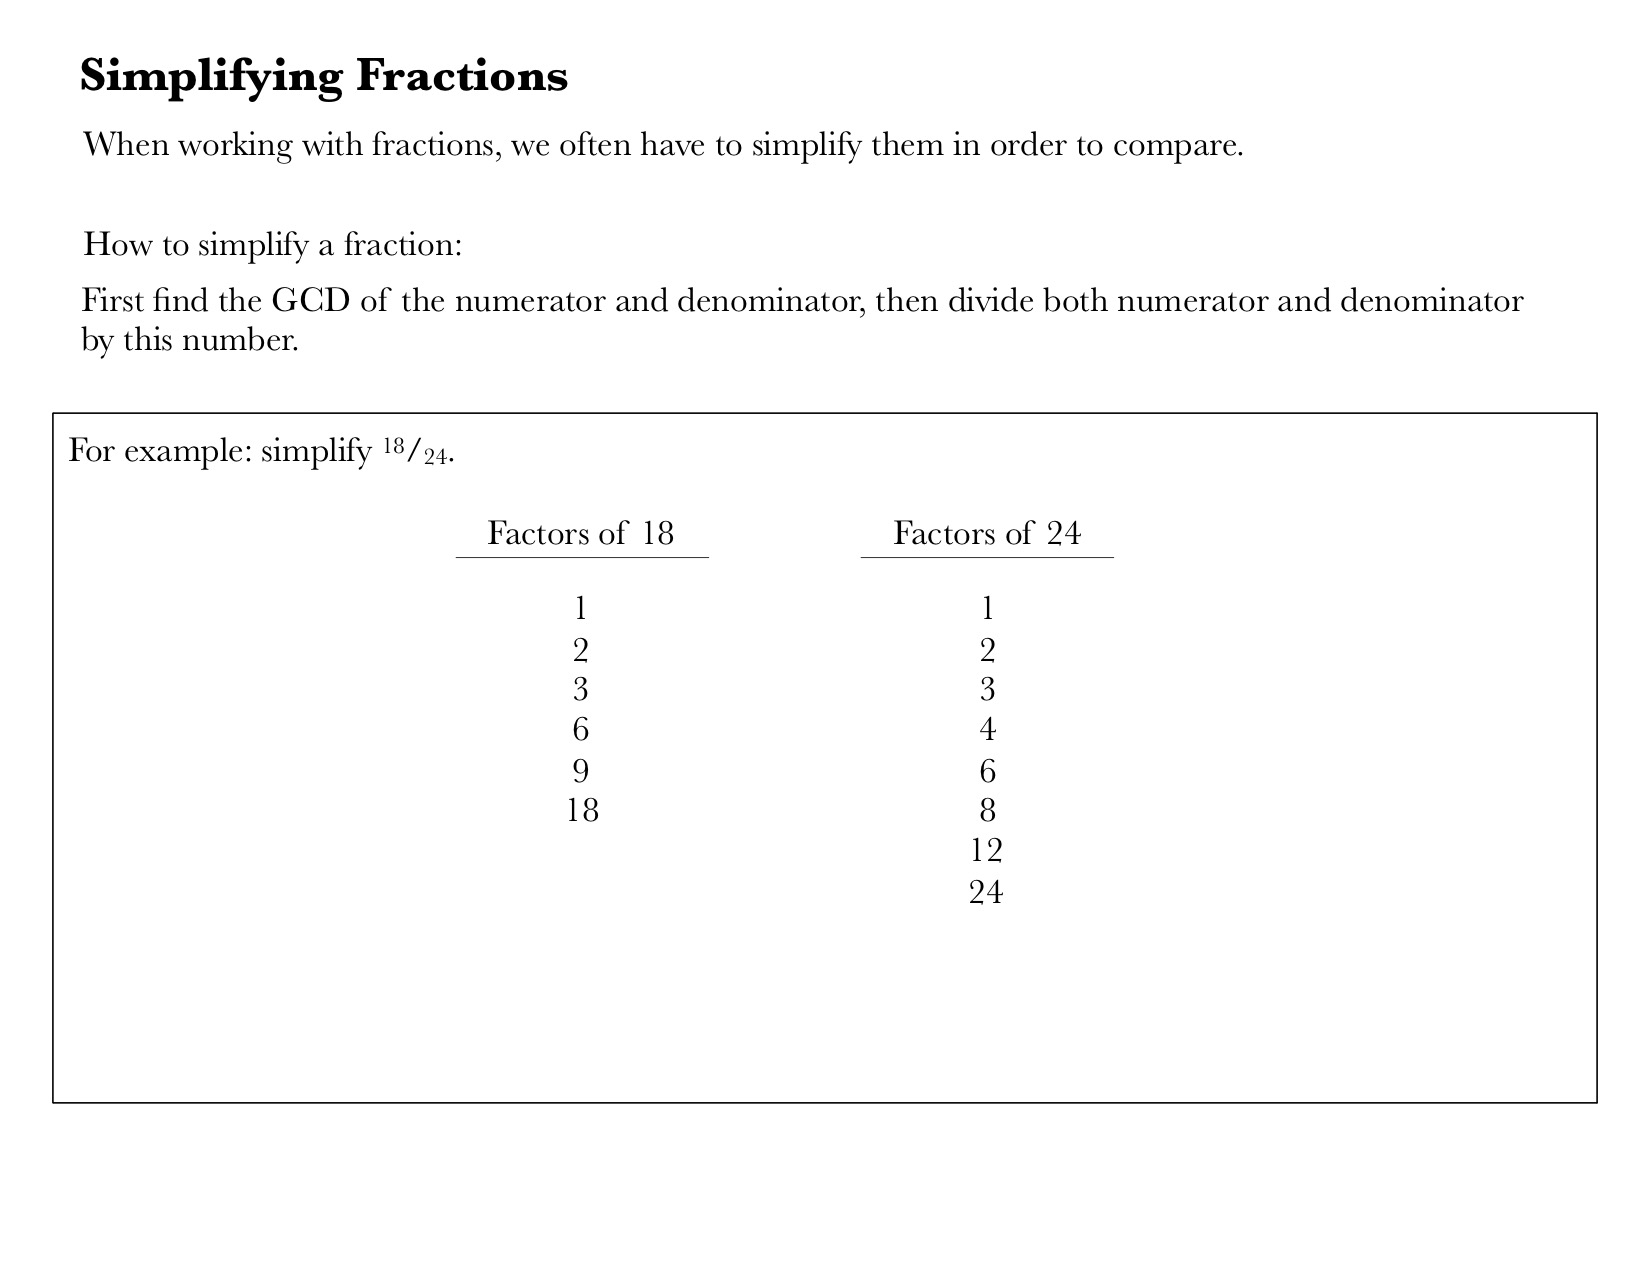 Simplifying Fractions
When working with fractions, we often have to simplify them in order to compare.
How to simplify a fraction:
First find the GCD of the numerator and denominator, then divide both numerator and denominator
by this number.
For example: simplify 18/24.
Factors of 18 Factors of 24
1 1
2 2
3 3
6 4
9 6
18 8
12
24